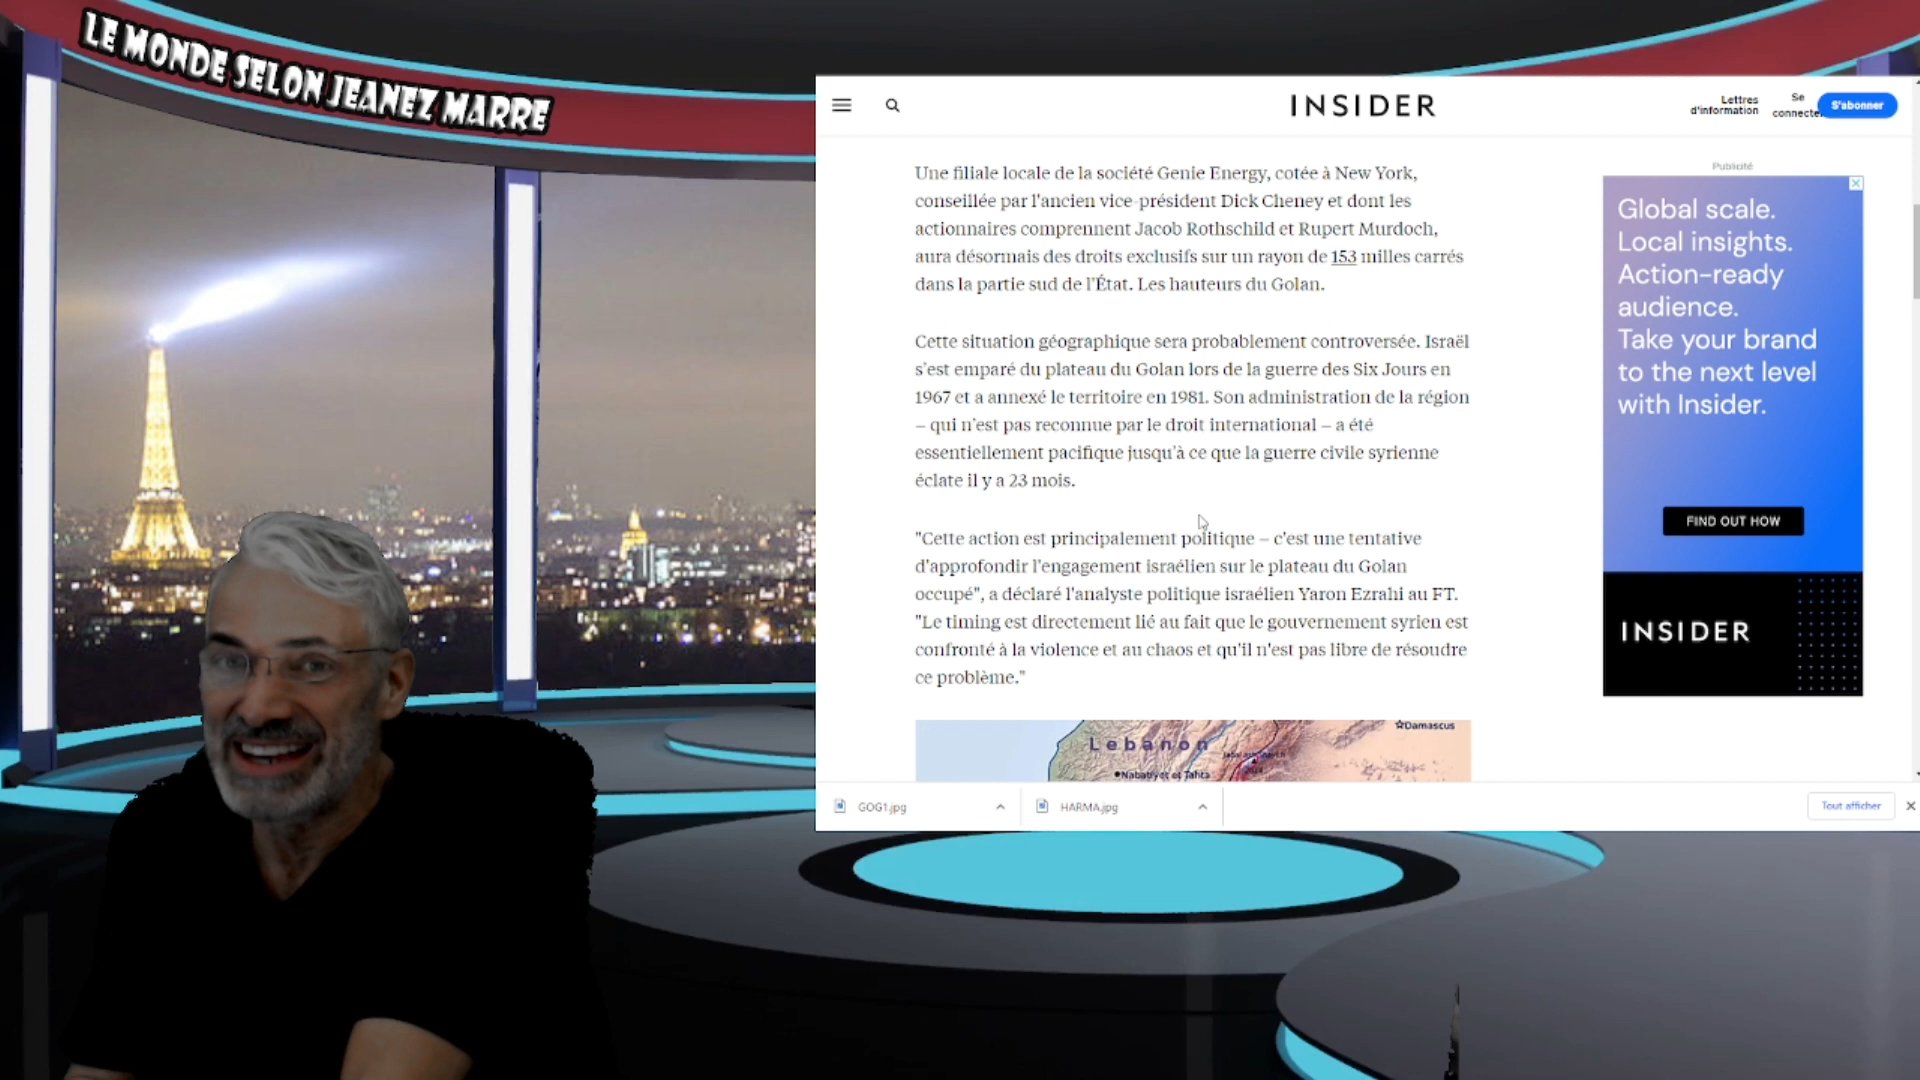 LE MONDE SELON JEANEZ MARRE
INSIDER
Lettres
d'information
Se
connecter
S'abonner
Une filiale locale de la société Genie Energy, cotée à New York,
conseillée par l'ancien vice-président Dick Cheney et dont les
actionnaires comprennent Jacob Rothschild et Rupert Murdoch,
aura désormais des droits exclusifs sur un rayon de 153 milles carrés
dans la partie sud de l'État. Les hauteurs du Golan.
Cette situation géographique sera probablement controversée. Israël
s'est emparé du plateau du Golan lors de la guerre des Six Jours en
1967 et a annexé le territoire en 1981. Son administration de la région
– qui n'est pas reconnue par le droit international – a été
essentiellement pacifique jusqu'à ce que la guerre civile syrienne
éclate il y a 23 mois.
"Cette action est principalement politique – c'est une tentative
d'approfondir l'engagement israélien sur le plateau du Golan
occupé", a déclaré l'analyste politique israélien Yaron Ezrahi au FT.
"Le timing est directement lié au fait que le gouvernement syrien est
confronté à la violence et au chaos et qu'il n'est pas libre de résoudre
ce problème."
Publicité
Global scale.
Local insights.
Action-ready
audience.
Take your brand
to the next level
with Insider.
FIND OUT HOW
INSIDER
Damascus
Lebanon
Nabatiyet et Tahta
GOG1.jpg
HARMA.jpg
Tout afficher